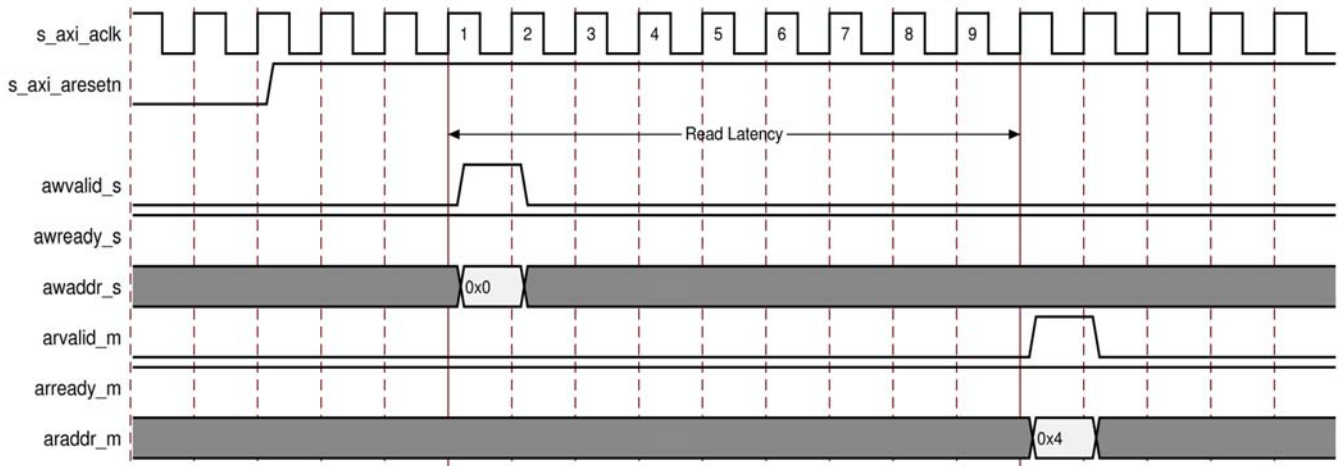 s_axi_aclk 1 2 3 4 5 6 7 8 9
s_axi_aresetn
Read Latency
awvalid_s
awready_s
awaddr_s 0x0
arvalid_m
arready_m
araddr_m 0x4